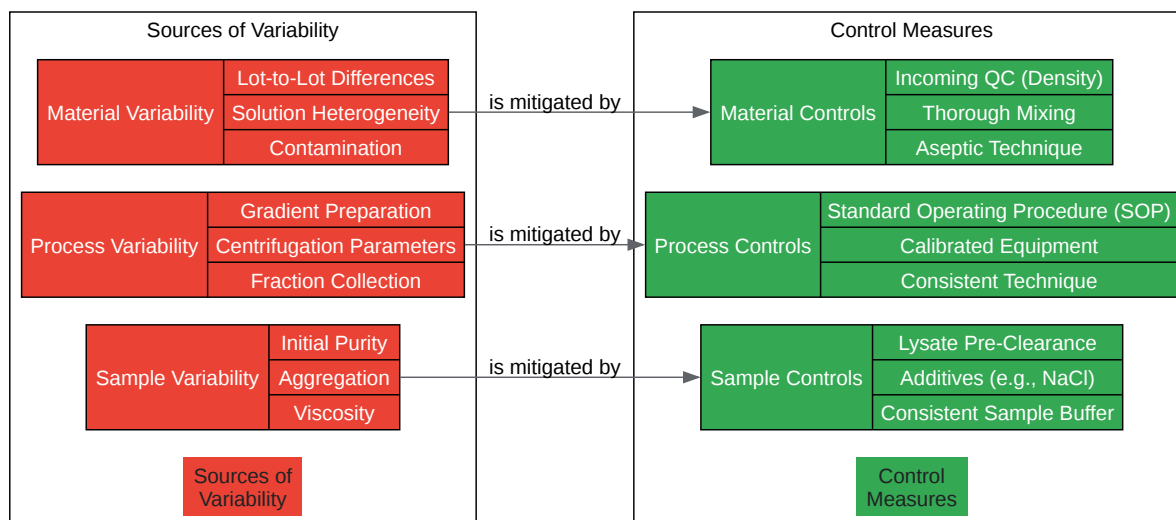 Sources of Variability
Material Variability
Lot-to-Lot Differences
Solution Heterogeneity
Contamination
Process Variability
Gradient Preparation
Centrifugation Parameters
Fraction Collection
Sample Variability
Initial Purity
Aggregation
Viscosity
Sources of
Variability
is mitigated by
is mitigated by
is mitigated by
Control Measures
Material Controls
Incoming QC (Density)
Thorough Mixing
Aseptic Technique
Process Controls
Standard Operating Procedure (SOP)
Calibrated Equipment
Consistent Technique
Sample Controls
Lysate Pre-Clearance
Additives (e.g., NaCl)
Consistent Sample Buffer
Control
Measures